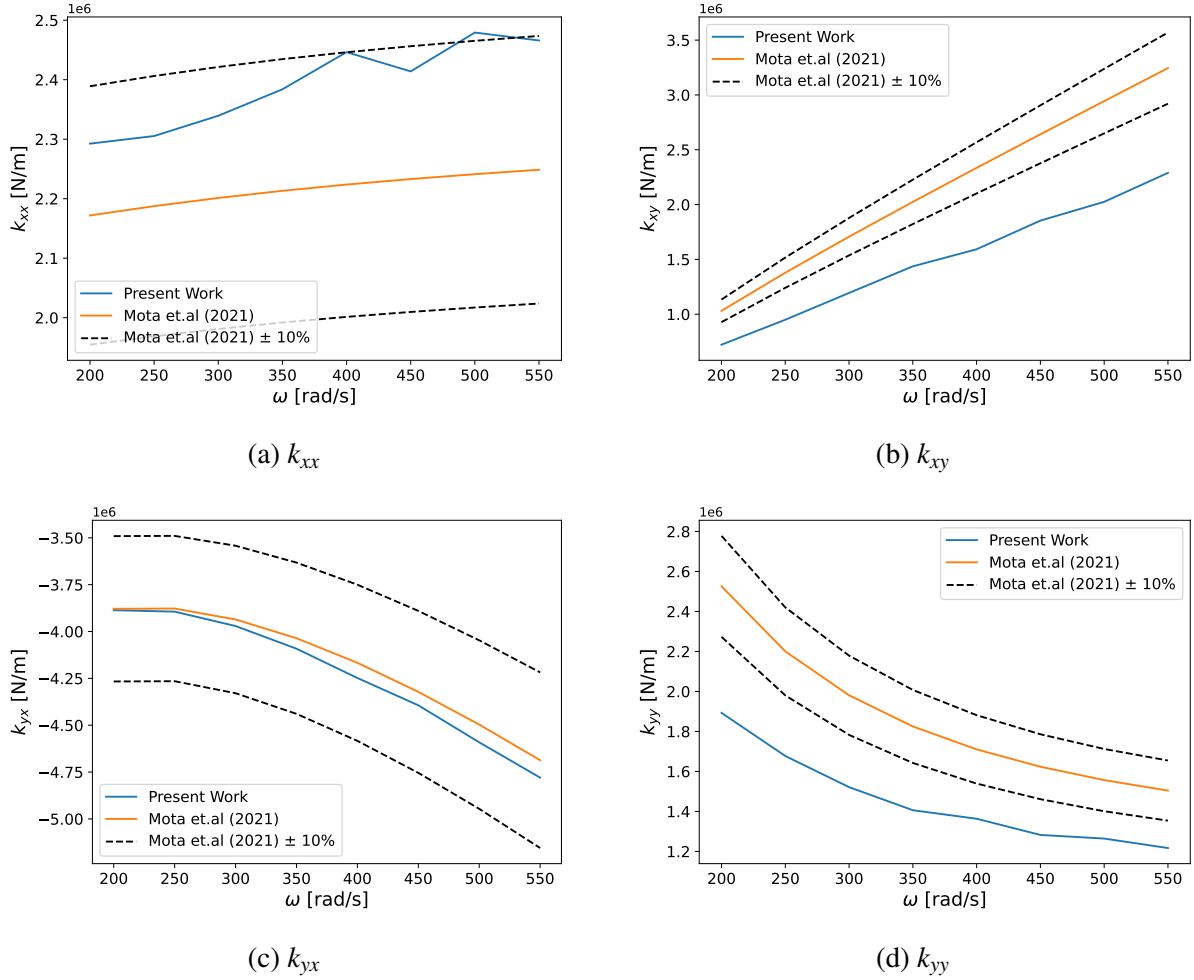 1e6
2.5
2.4
2.3
2.2
2.1
2.0
k_xx [N/m]
Present Work
Mota et.al (2021)
Mota et.al (2021) ± 10%
200 250 300 350 400 450 500 550
ω [rad/s]
(a) k_xx
1e6
3.5
3.0
2.5
2.0
1.5
1.0
k_xy [N/m]
Present Work
Mota et.al (2021)
Mota et.al (2021) ± 10%
200 250 300 350 400 450 500 550
ω [rad/s]
(b) k_xy
1e6
−3.50
−3.75
−4.00
−4.25
−4.50
−4.75
−5.00
k_yx [N/m]
Present Work
Mota et.al (2021)
Mota et.al (2021) ± 10%
200 250 300 350 400 450 500 550
ω [rad/s]
(c) k_yx
1e6
2.8
2.6
2.4
2.2
2.0
1.8
1.6
1.4
1.2
k_yy [N/m]
Present Work
Mota et.al (2021)
Mota et.al (2021) ± 10%
200 250 300 350 400 450 500 550
ω [rad/s]
(d) k_yy